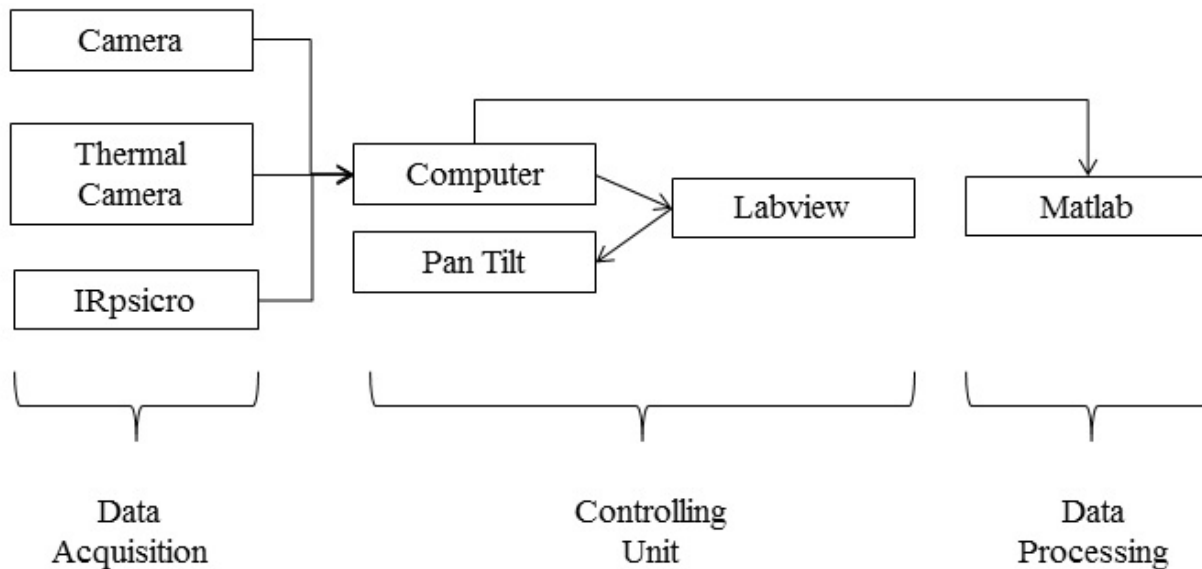 Camera
Thermal
Camera
IRpsicro
Computer
Pan Tilt
Labview
Matlab
Data
Acquisition
Controlling
Unit
Data
Processing